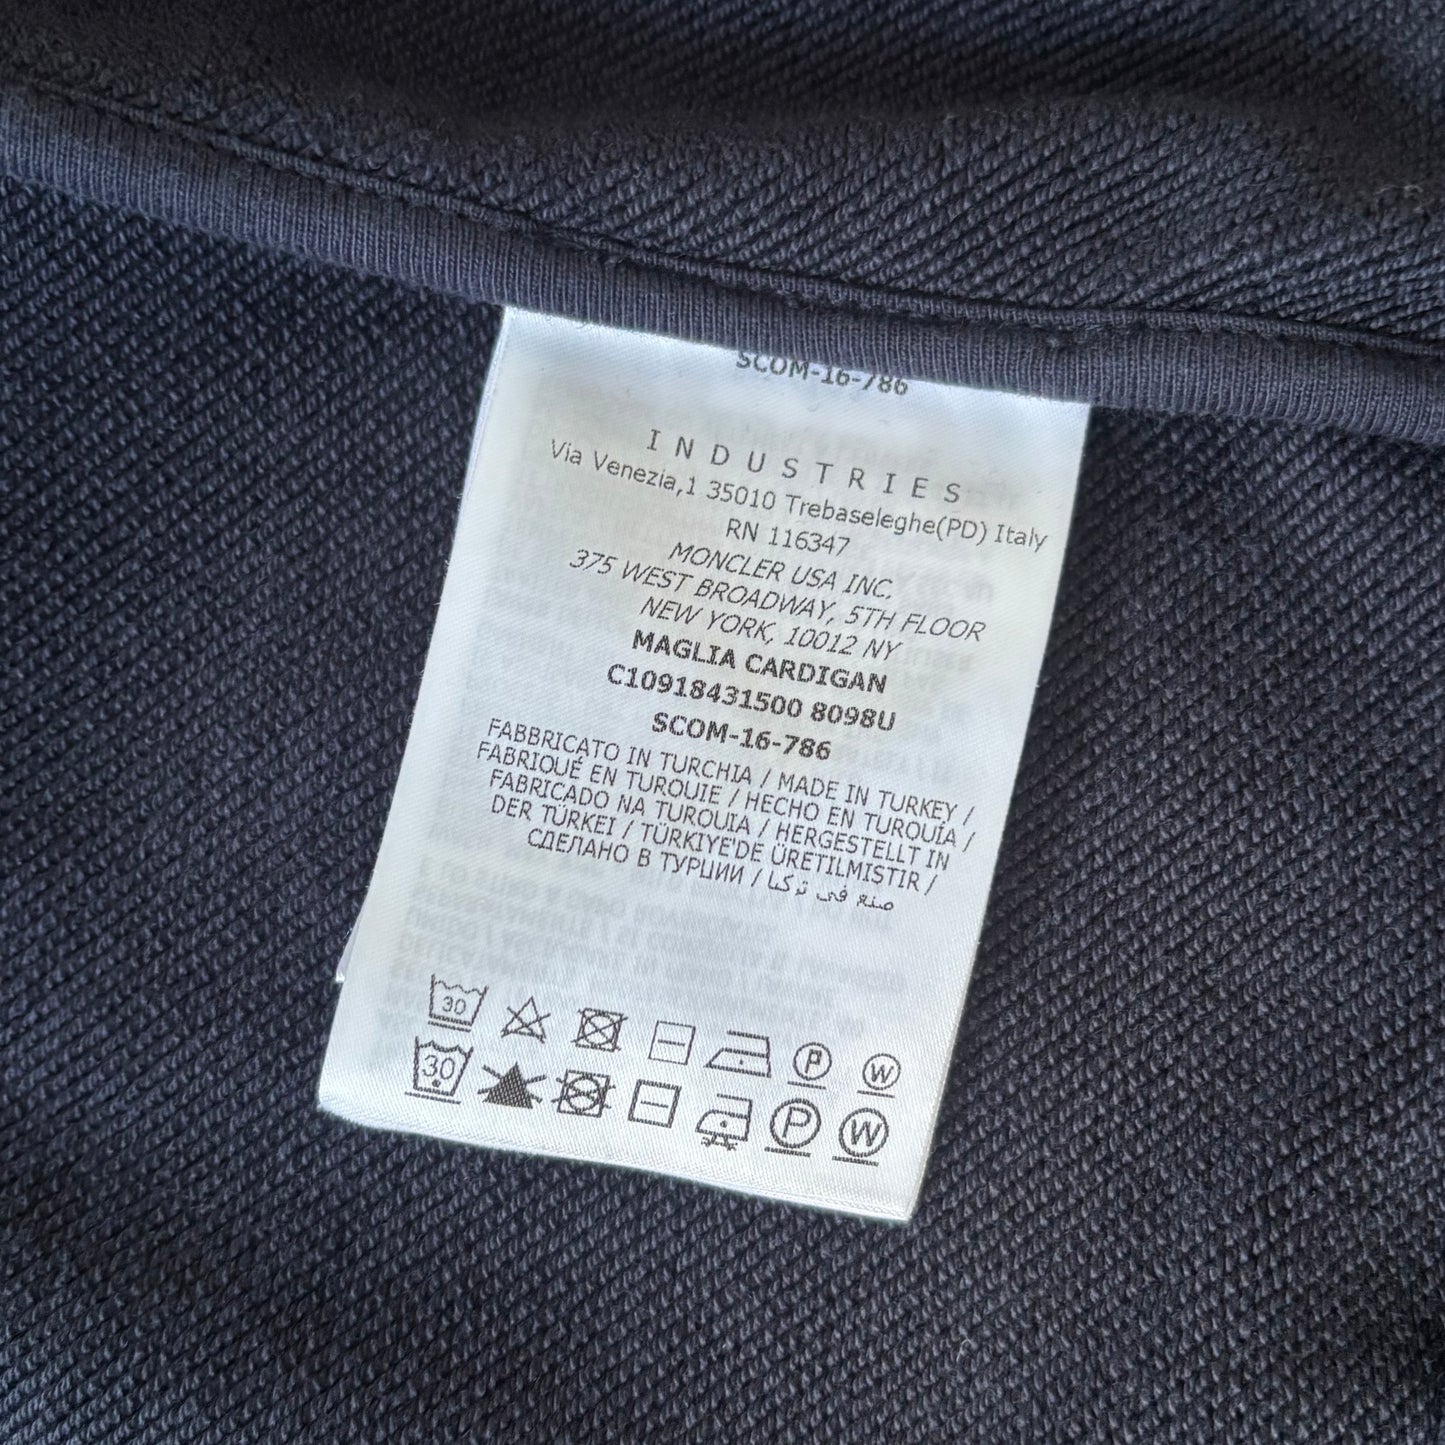 SCOM-16-786
INDUSTRIES
Via Venezia,1 35010 Trebaseleghe(PD) Italy
RN 116347
MONCLER USA INC.
375 WEST BROADWAY, 5TH FLOOR
NEW YORK, 10012 NY
MAGLIA CARDIGAN
C10918431500 8098U
SCOM-16-786
FABBRICATO IN TURCHIA / MADE IN TURKEY /
FABRIQUÉ EN TURQUIE / HECHO EN TURQUÍA /
FABRICADO NA TURQUIA / HERGESTELLT IN
DER TÜRKEI / TÜRKIYE'DE ÜRETILMIŞTIR /
СДЕЛАНО В ТУРЦИИ / صنع في تركيا
30 P W
30 P W